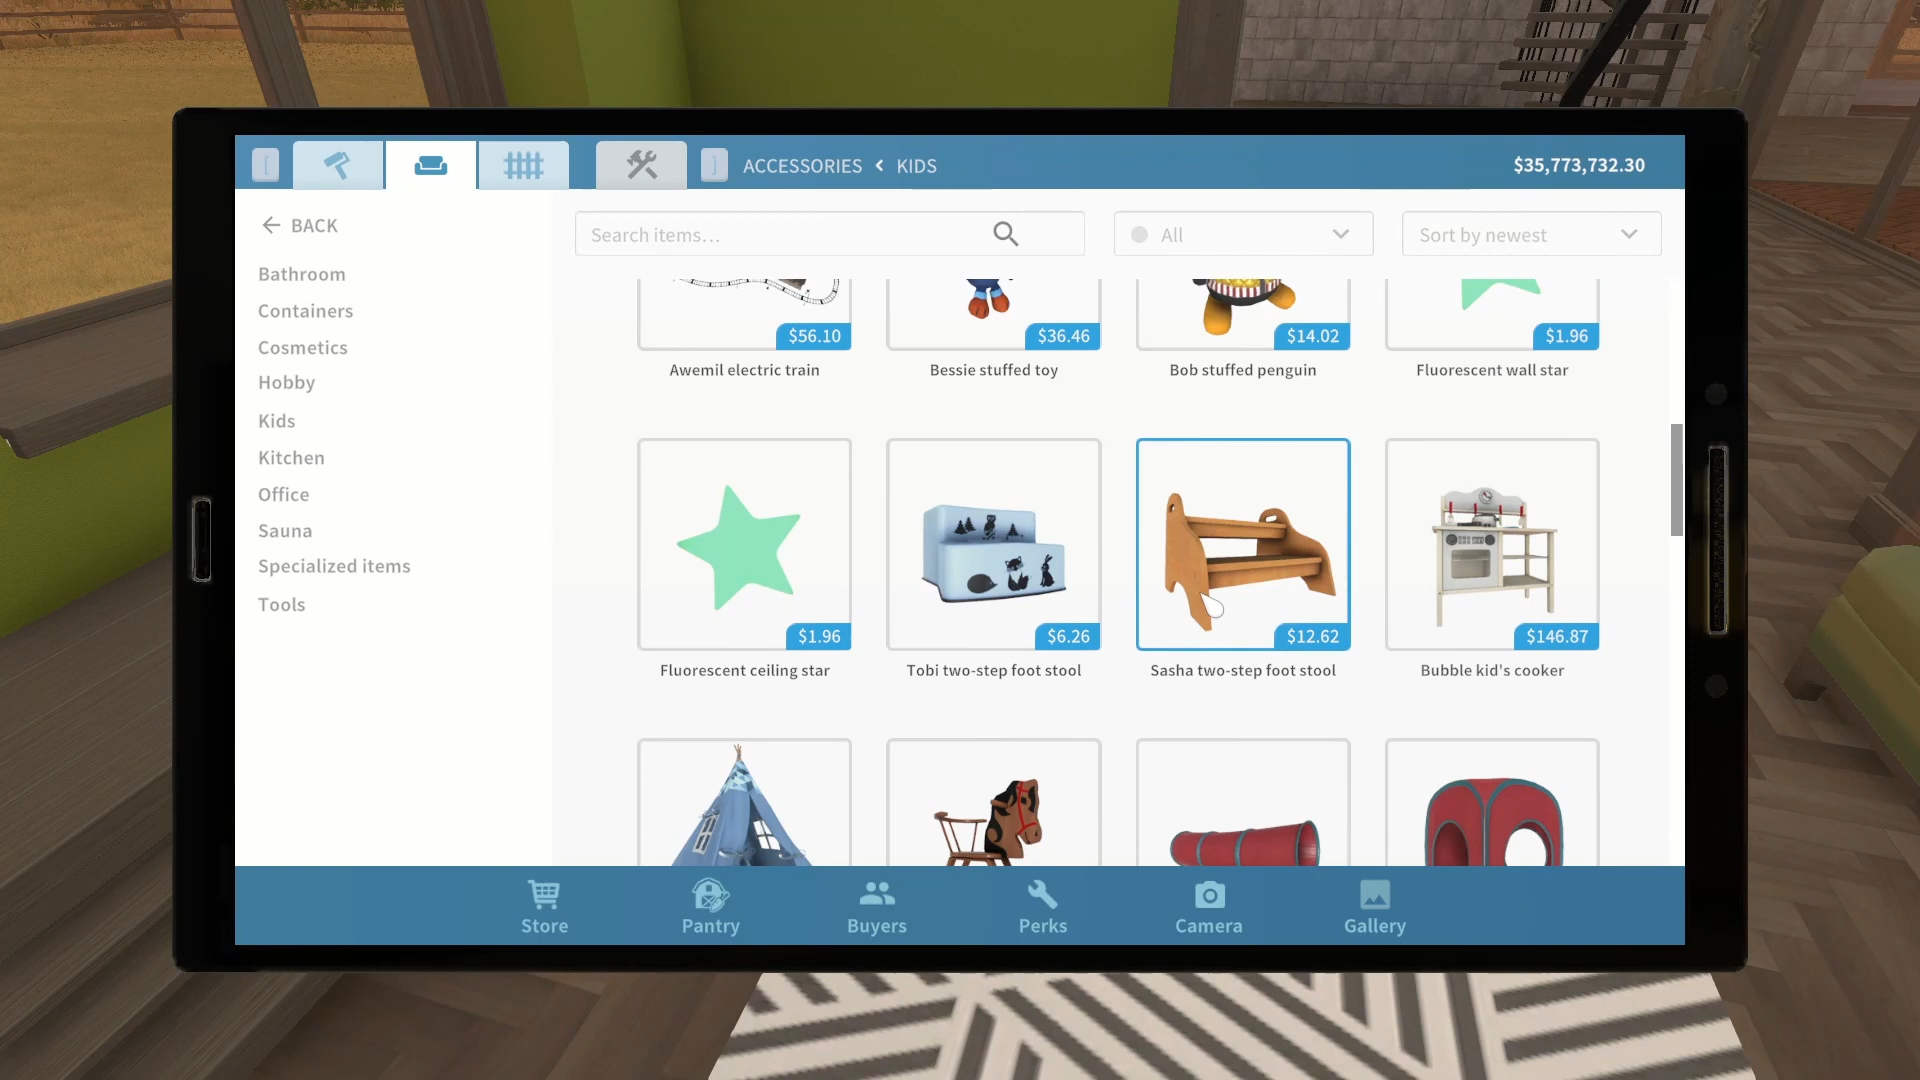 [
]
ACCESSORIES < KIDS
$35,773,732.30
BACK
Search items...
All
Sort by newest
Bathroom
Containers
Cosmetics
Hobby
Kids
Kitchen
Office
Sauna
Specialized items
Tools
$56.10
$36.46
$14.02
$1.96
Awemil electric train
Bessie stuffed toy
Bob stuffed penguin
Fluorescent wall star
$1.96
$6.26
$12.62
$146.87
Fluorescent ceiling star
Tobi two-step foot stool
Sasha two-step foot stool
Bubble kid's cooker
Store
Pantry
Buyers
Perks
Camera
Gallery